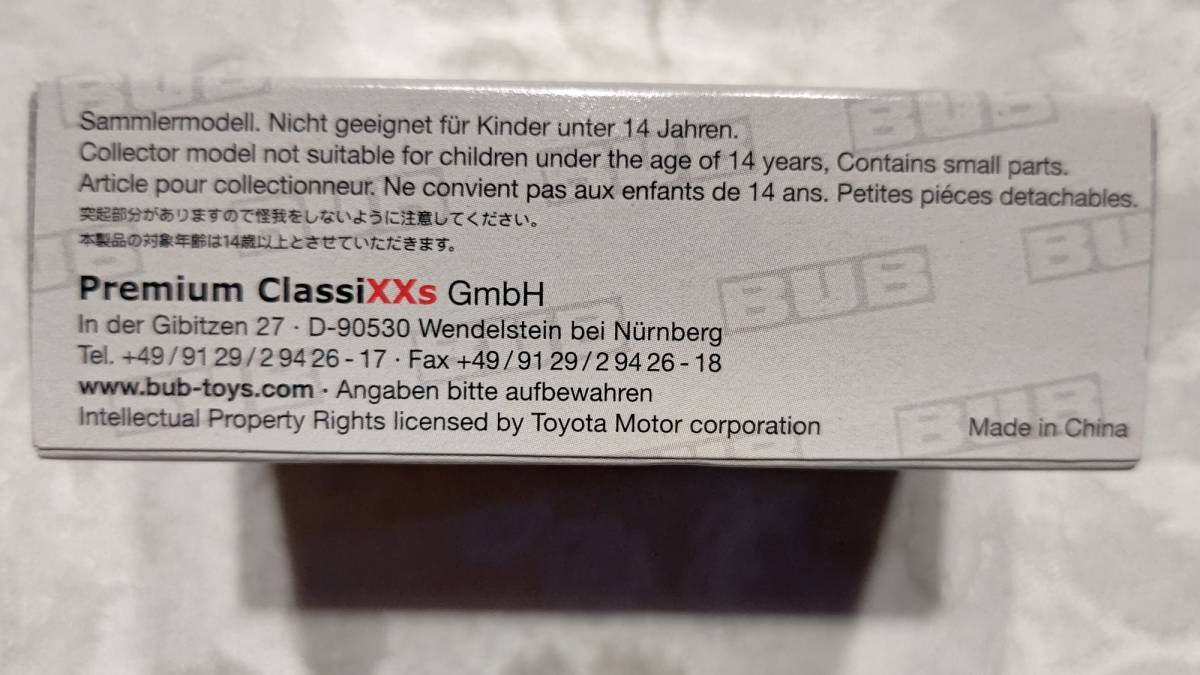 Sammlermodell. Nicht geeignet für Kinder unter 14 Jahren.
Collector model not suitable for children under the age of 14 years, Contains small parts.
Article pour collectionneur. Ne convient pas aux enfants de 14 ans. Petites piéces detachables.
突起部分がありますので怪我をしないように注意してください。
本製品の対象年齢は14歳以上とさせていただきます。
Premium ClassiXXs GmbH
In der Gibitzen 27 · D-90530 Wendelstein bei Nürnberg
Tel. +49/91 29/2 94 26 - 17 · Fax +49/91 29/2 94 26 - 18
www.bub-toys.com · Angaben bitte aufbewahren
Intellectual Property Rights licensed by Toyota Motor corporation
Made in China
BUB
BUB
BUB
BUB
BUB